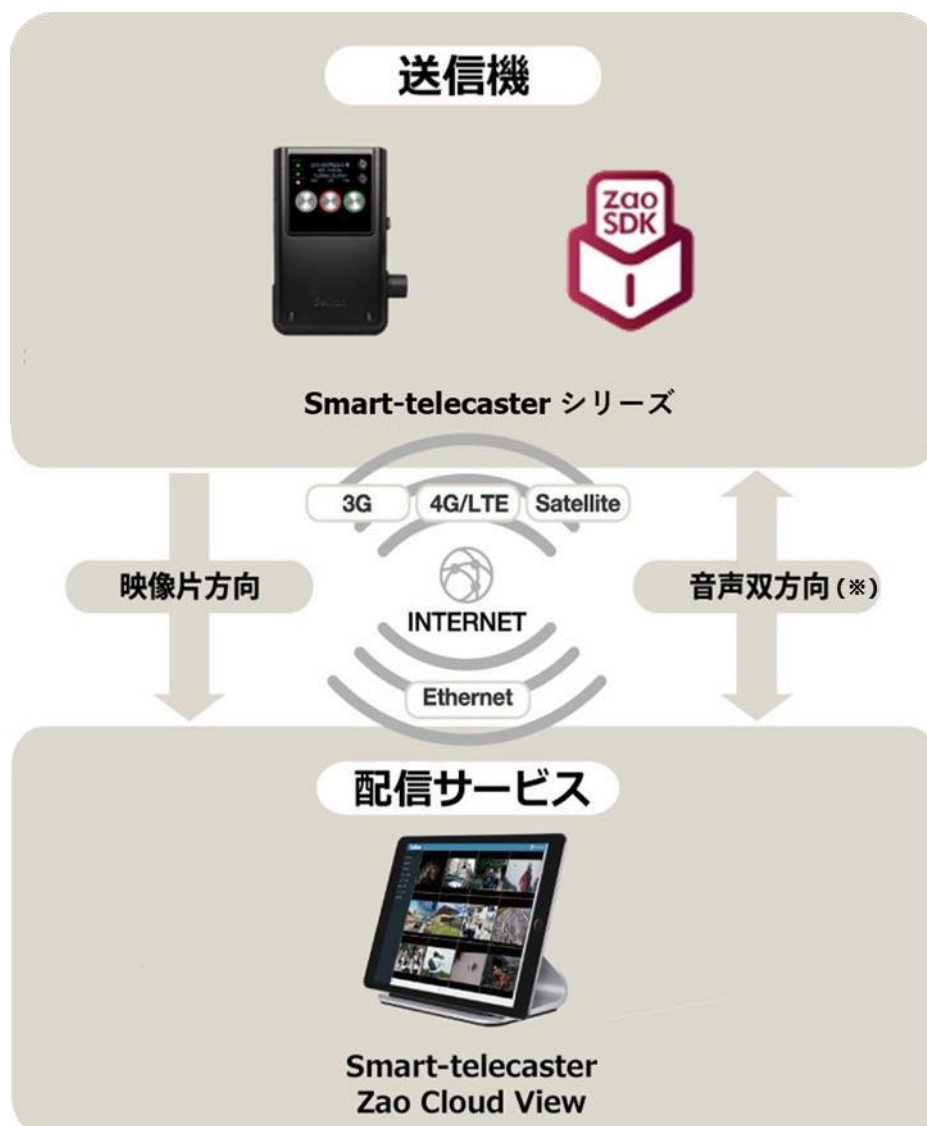 送信機
Zao
SDK
Smart-telecaster シリーズ
3G
4G/LTE
Satellite
映像片方向
INTERNET
音声双方向(※)
Ethernet
配信サービス
Smart-telecaster
Zao Cloud View